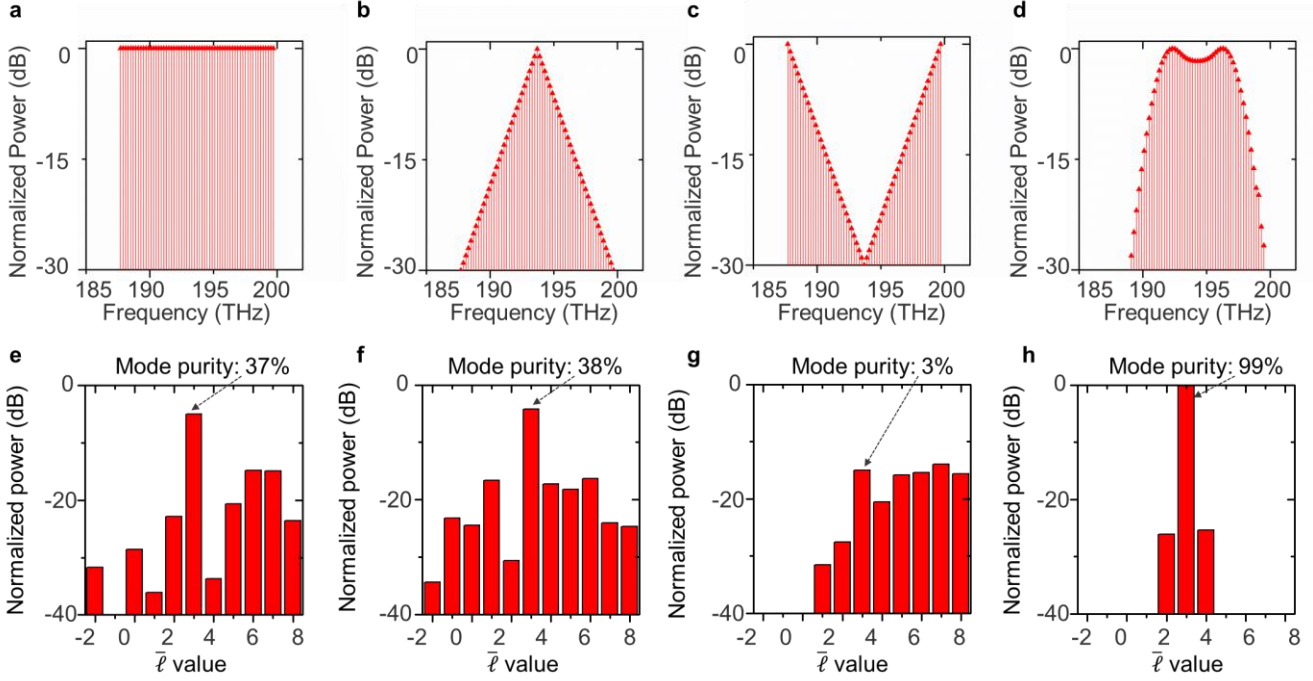 a
b
c
d
Normalized Power (dB)
0
-15
-30
185 190 195 200
Frequency (THz)
Normalized Power (dB)
0
-15
-30
185 190 195 200
Frequency (THz)
Normalized Power (dB)
0
-15
-30
185 190 195 200
Frequency (THz)
Normalized Power (dB)
0
-15
-30
185 190 195 200
Frequency (THz)
e
Mode purity: 37%
Normalized power (dB)
0
-20
-40
-2 0 2 4 6 8
ℓ̄ value
f
Mode purity: 38%
Normalized power (dB)
0
-20
-40
-2 0 2 4 6 8
ℓ̄ value
g
Mode purity: 3%
Normalized power (dB)
0
-20
-40
-2 0 2 4 6 8
ℓ̄ value
h
Mode purity: 99%
Normalized power (dB)
0
-20
-40
-2 0 2 4 6 8
ℓ̄ value